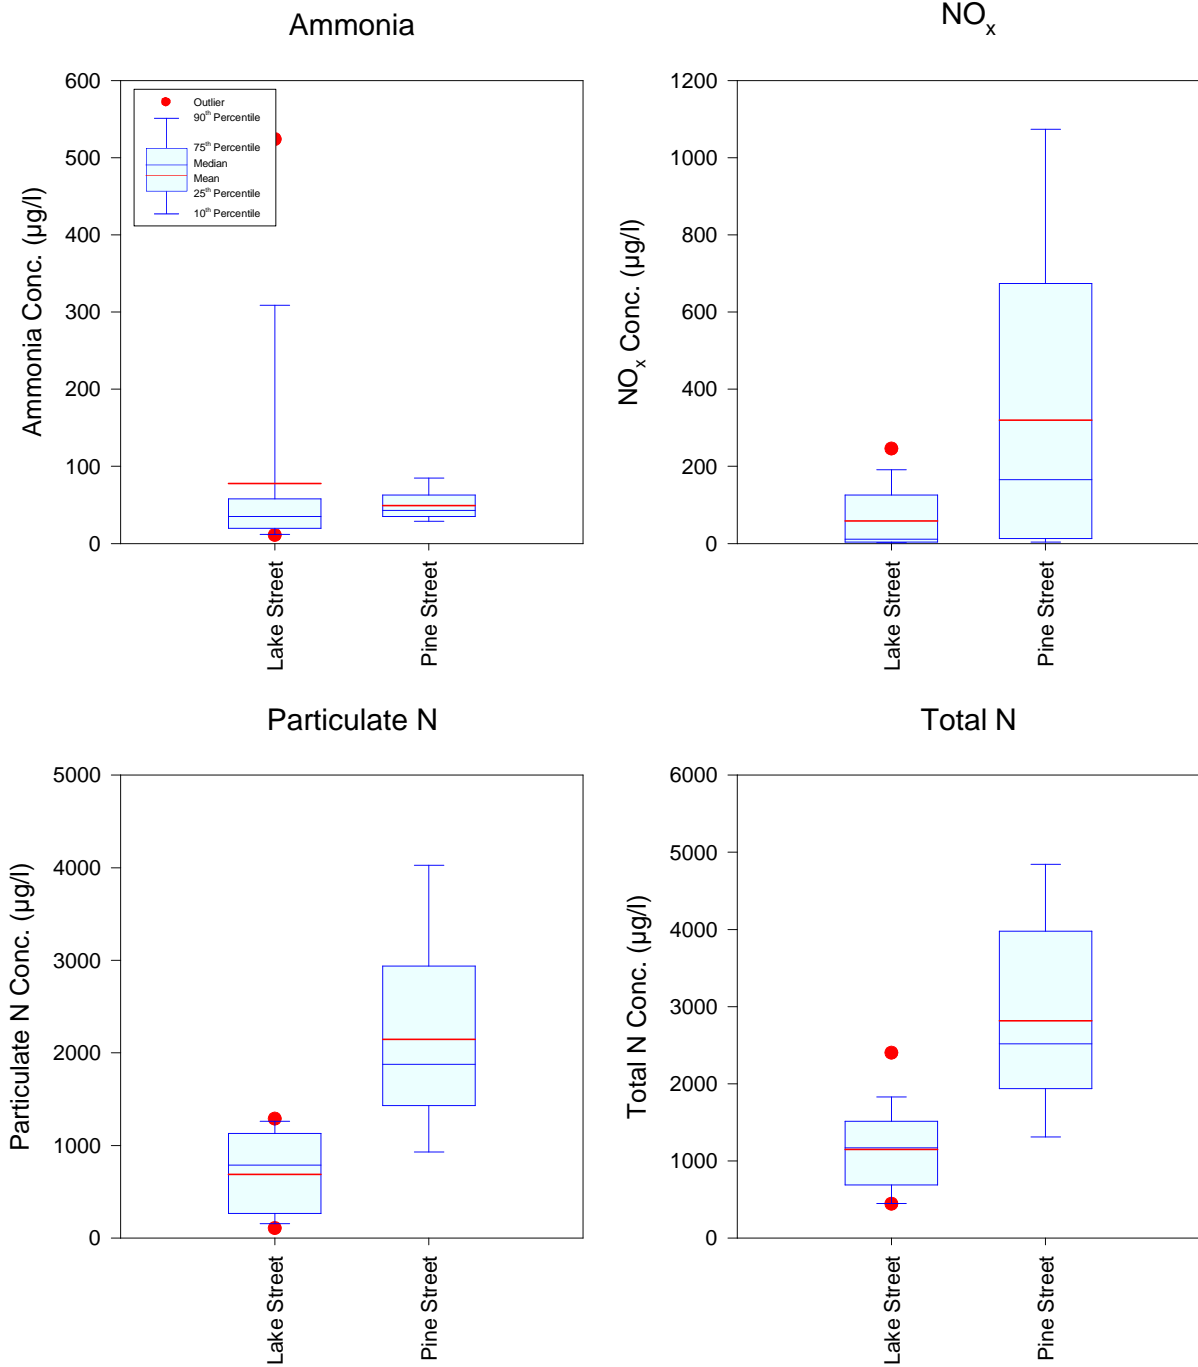 Ammonia
600
500
400
300
200
100
0
Ammonia Conc. (µg/l)
Outlier
90th Percentile
75th Percentile
Median
Mean
25th Percentile
10th Percentile
Lake Street
Pine Street
NOx
1200
1000
800
600
400
200
0
NOx Conc. (µg/l)
Lake Street
Pine Street
Particulate N
5000
4000
3000
2000
1000
0
Particulate N Conc. (µg/l)
Lake Street
Pine Street
Total N
6000
5000
4000
3000
2000
1000
0
Total N Conc. (µg/l)
Lake Street
Pine Street